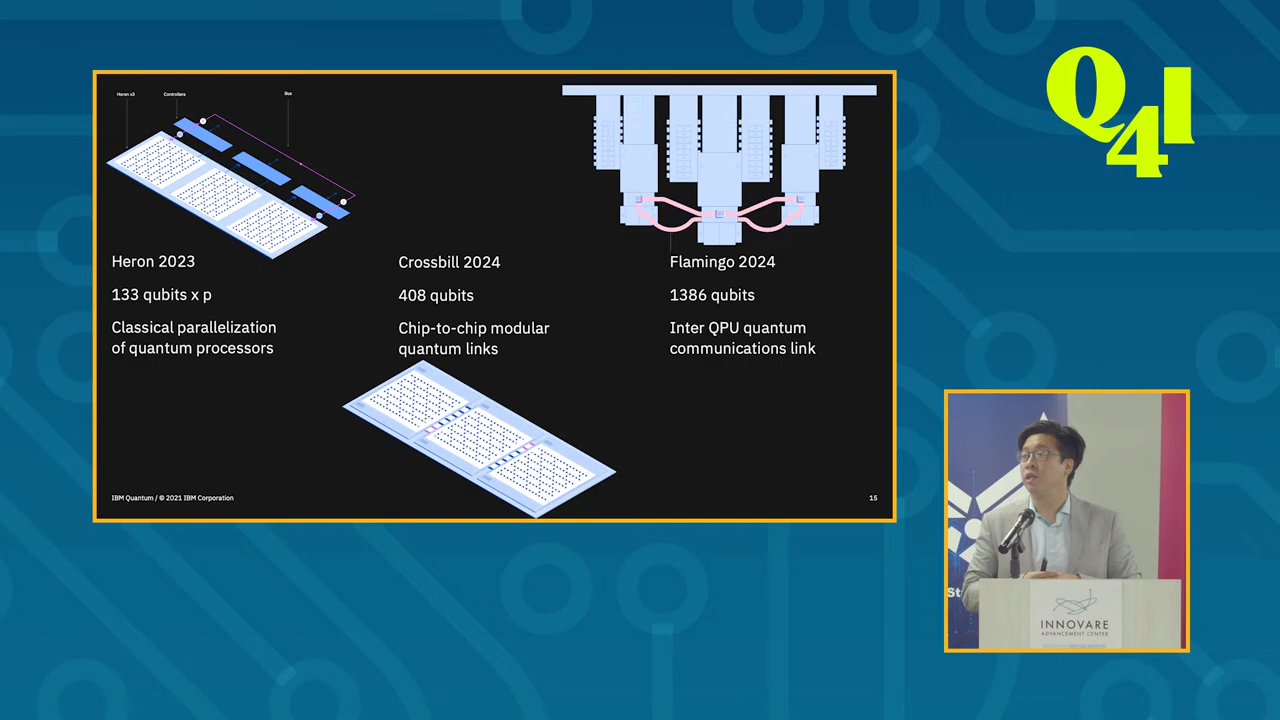 Heron x3
Controllers
Bus
Heron 2023
133 qubits x p
Classical parallelization
of quantum processors
Crossbill 2024
408 qubits
Chip-to-chip modular
quantum links
Flamingo 2024
1386 qubits
Inter QPU quantum
communications link
IBM Quantum / © 2021 IBM Corporation
15
Q4I
St
INNOVARE
ADVANCEMENT CENTER